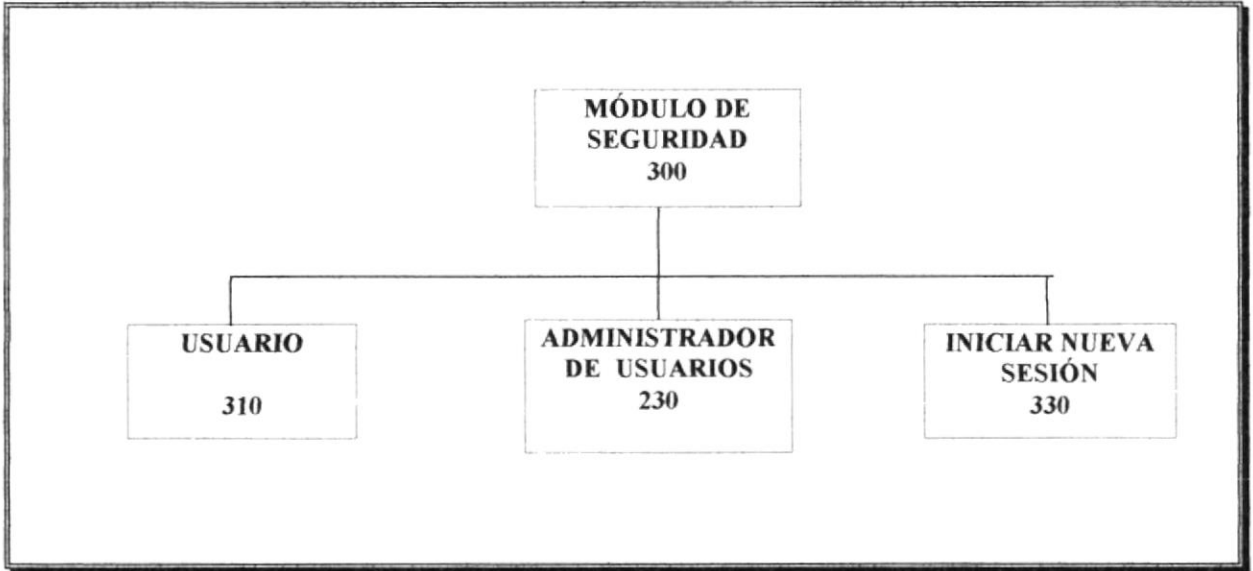 MÓDULO DE
SEGURIDAD
300
USUARIO
310
ADMINISTRADOR
DE USUARIOS
230
INICIAR NUEVA
SESIÓN
330